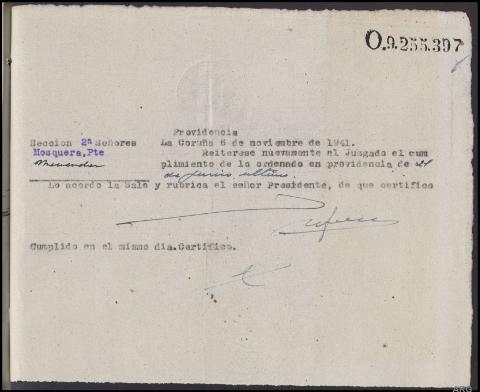 O.9.255.397
Providencia
Seccion 2ª Señores
La Coruña 6 de noviembre de 1941.
Mosquera, Pte
Reiterese nuevamente al Juzgado el cum
plimiento de lo ordenado en providencia de 21
de junio ultimo.
Lo acordo la Sala y rubrica el señor Presidente, de que certifico
Cumplido en el mismo dia.Certifico.